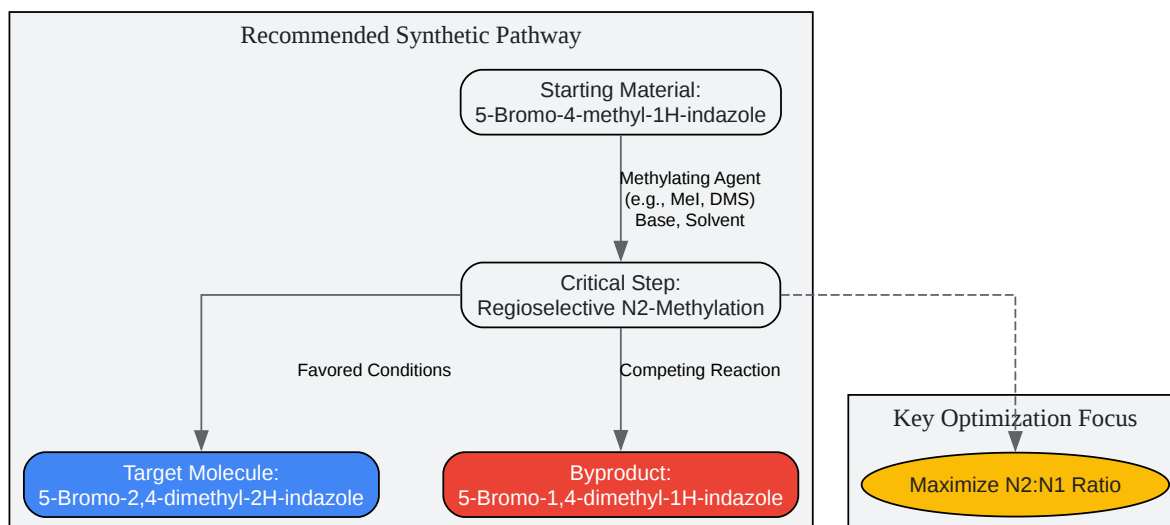 Recommended Synthetic Pathway
Starting Material:
5-Bromo-4-methyl-1H-indazole
Methylating Agent
(e.g., MeI, DMS)
Base, Solvent
Critical Step:
Regioselective N2-Methylation
Favored Conditions
Competing Reaction
Key Optimization Focus
Target Molecule:
5-Bromo-2,4-dimethyl-2H-indazole
Byproduct:
5-Bromo-1,4-dimethyl-1H-indazole
Maximize N2:N1 Ratio